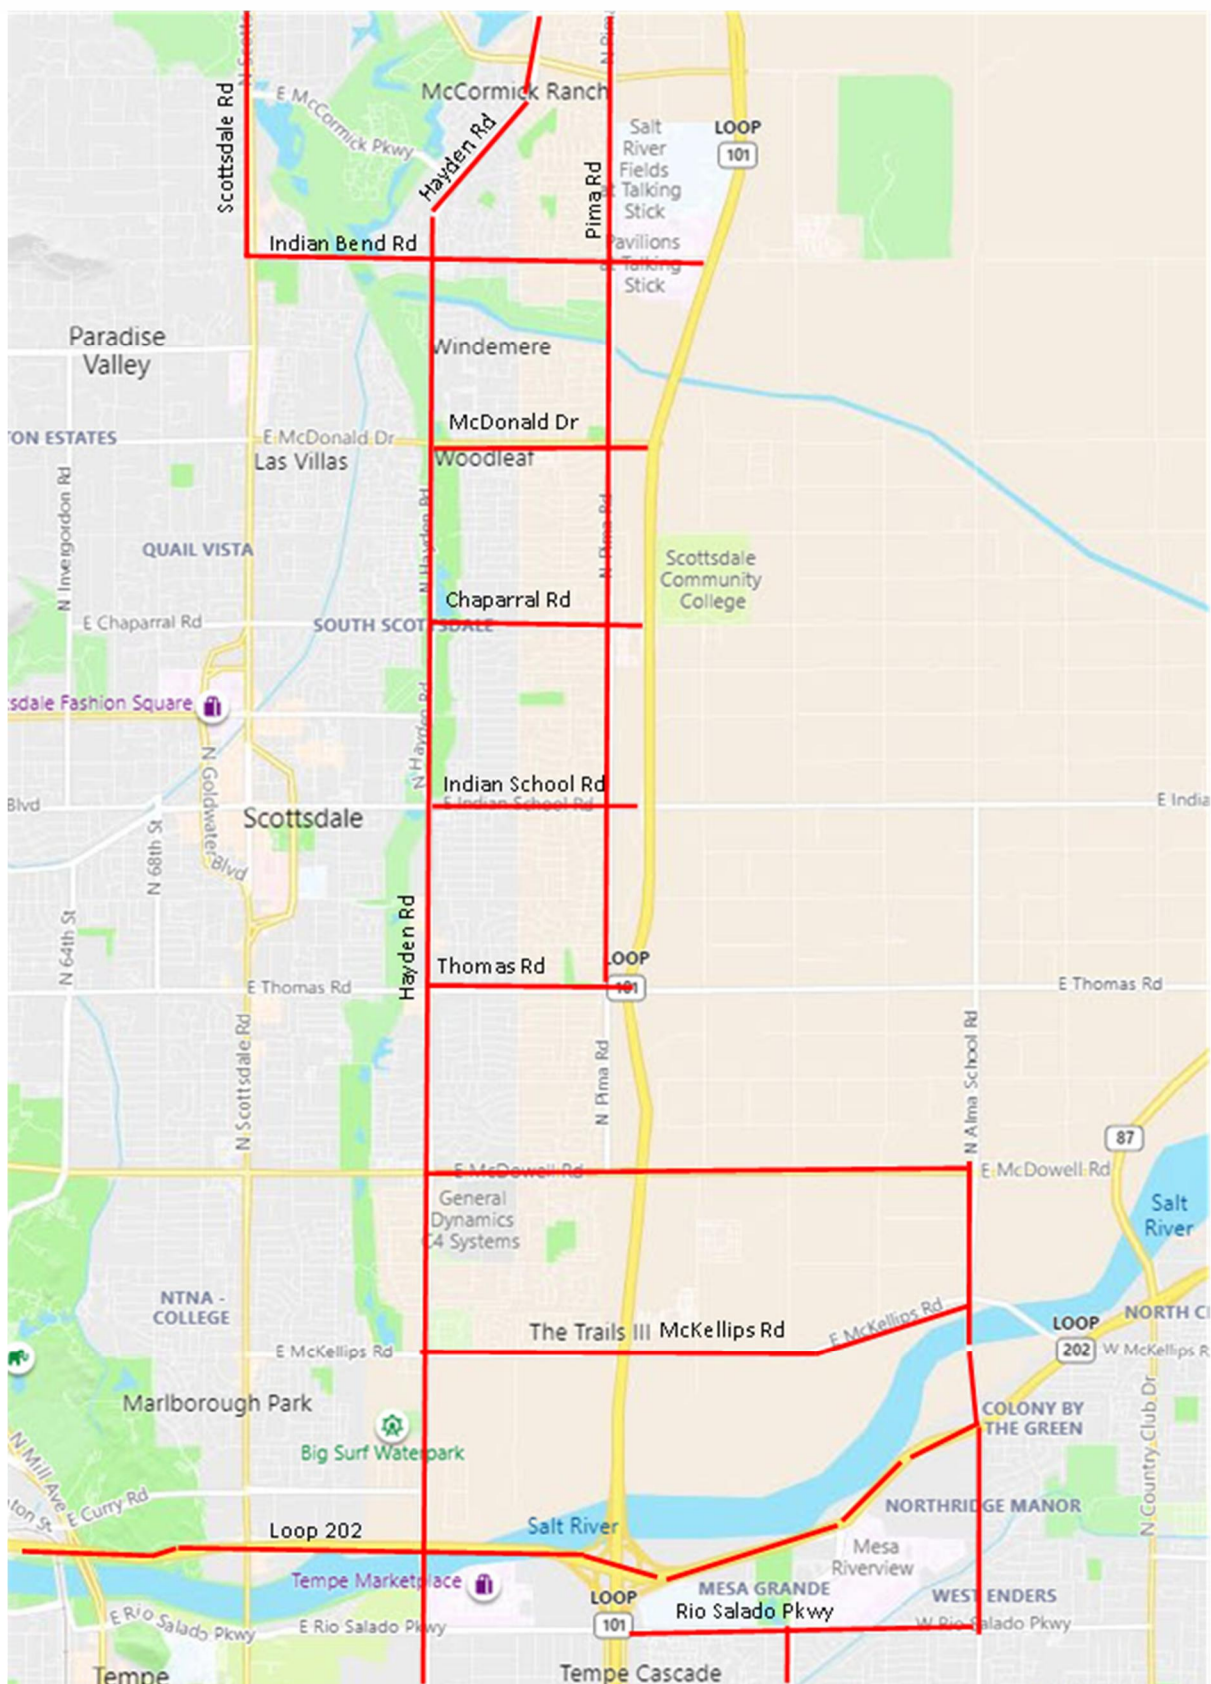 N Scotts
N Pima
McCormick Ranch
E McCormick Pkwy
Scottsdale Rd
Hayden Rd
Salt
River
Fields
at Talking
Stick
LOOP
101
Pima Rd
Indian Bend Rd
Pavilions
at Talking
Stick
Paradise
Valley
Windemere
McDonald Dr
TON ESTATES
E McDonald Dr
Las Villas
Woodleaf
N Invergordon Rd
N Hayden Rd
N Pima Rd
QUAIL VISTA
Scottsdale
Community
College
Chaparral Rd
E Chaparral Rd
SOUTH SCOTTSDALE
tsdale Fashion Square
N Hayden Rd
N Goldwater Blvd
Indian School Rd
Blvd
E Indian School Rd
E India
Scottsdale
N 68th St
N 64th St
Hayden Rd
Thomas Rd
LOOP
101
E Thomas Rd
E Thomas Rd
N Scottsdale Rd
N Pima Rd
N Alma School Rd
87
E McDowell Rd
E McDowell Rd
General
Dynamics
C4 Systems
Salt
River
NTNA -
COLLEGE
E McKellips Rd
The Trails III
McKellips Rd
E McKellips Rd
LOOP
202
NORTH C
W McKellips R
Marlborough Park
COLONY BY
THE GREEN
Big Surf Waterpark
N Mill Ave
N Country Club Dr
E Curry Rd
ton St
NORTHRIDGE MANOR
Loop 202
Salt River
Mesa
Riverview
Tempe Marketplace
LOOP
101
MESA GRANDE
WEST ENDERS
Rio Salado Pkwy
E Rio Salado Pkwy
E Rio Salado Pkwy
W Rio Salado Pkwy
Tempe
Tempe Cascade